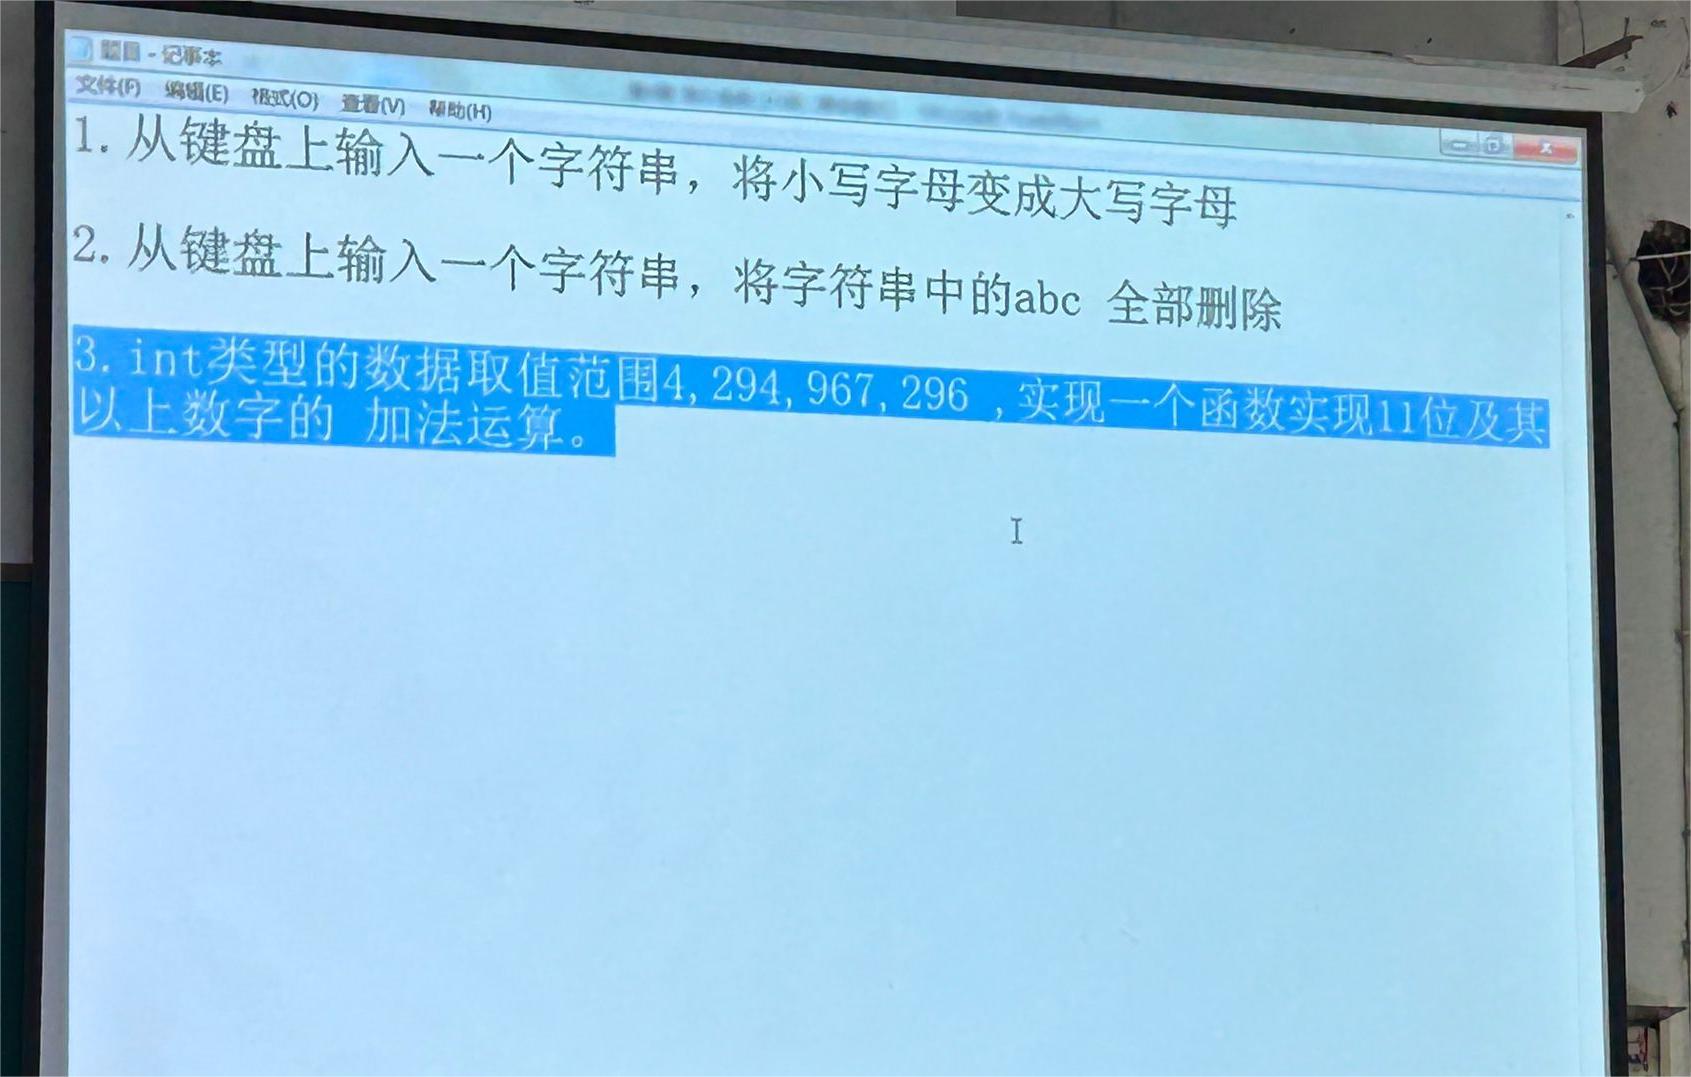 题目 - 记事本
文件(F) 编辑(E) 格式(O) 查看(V) 帮助(H)
1. 从键盘上输入一个字符串，将小写字母变成大写字母
2. 从键盘上输入一个字符串，将字符串中的abc 全部删除
3. int类型的数据取值范围4,294,967,296 ,实现一个函数实现11位及其
以上数字的 加法运算。